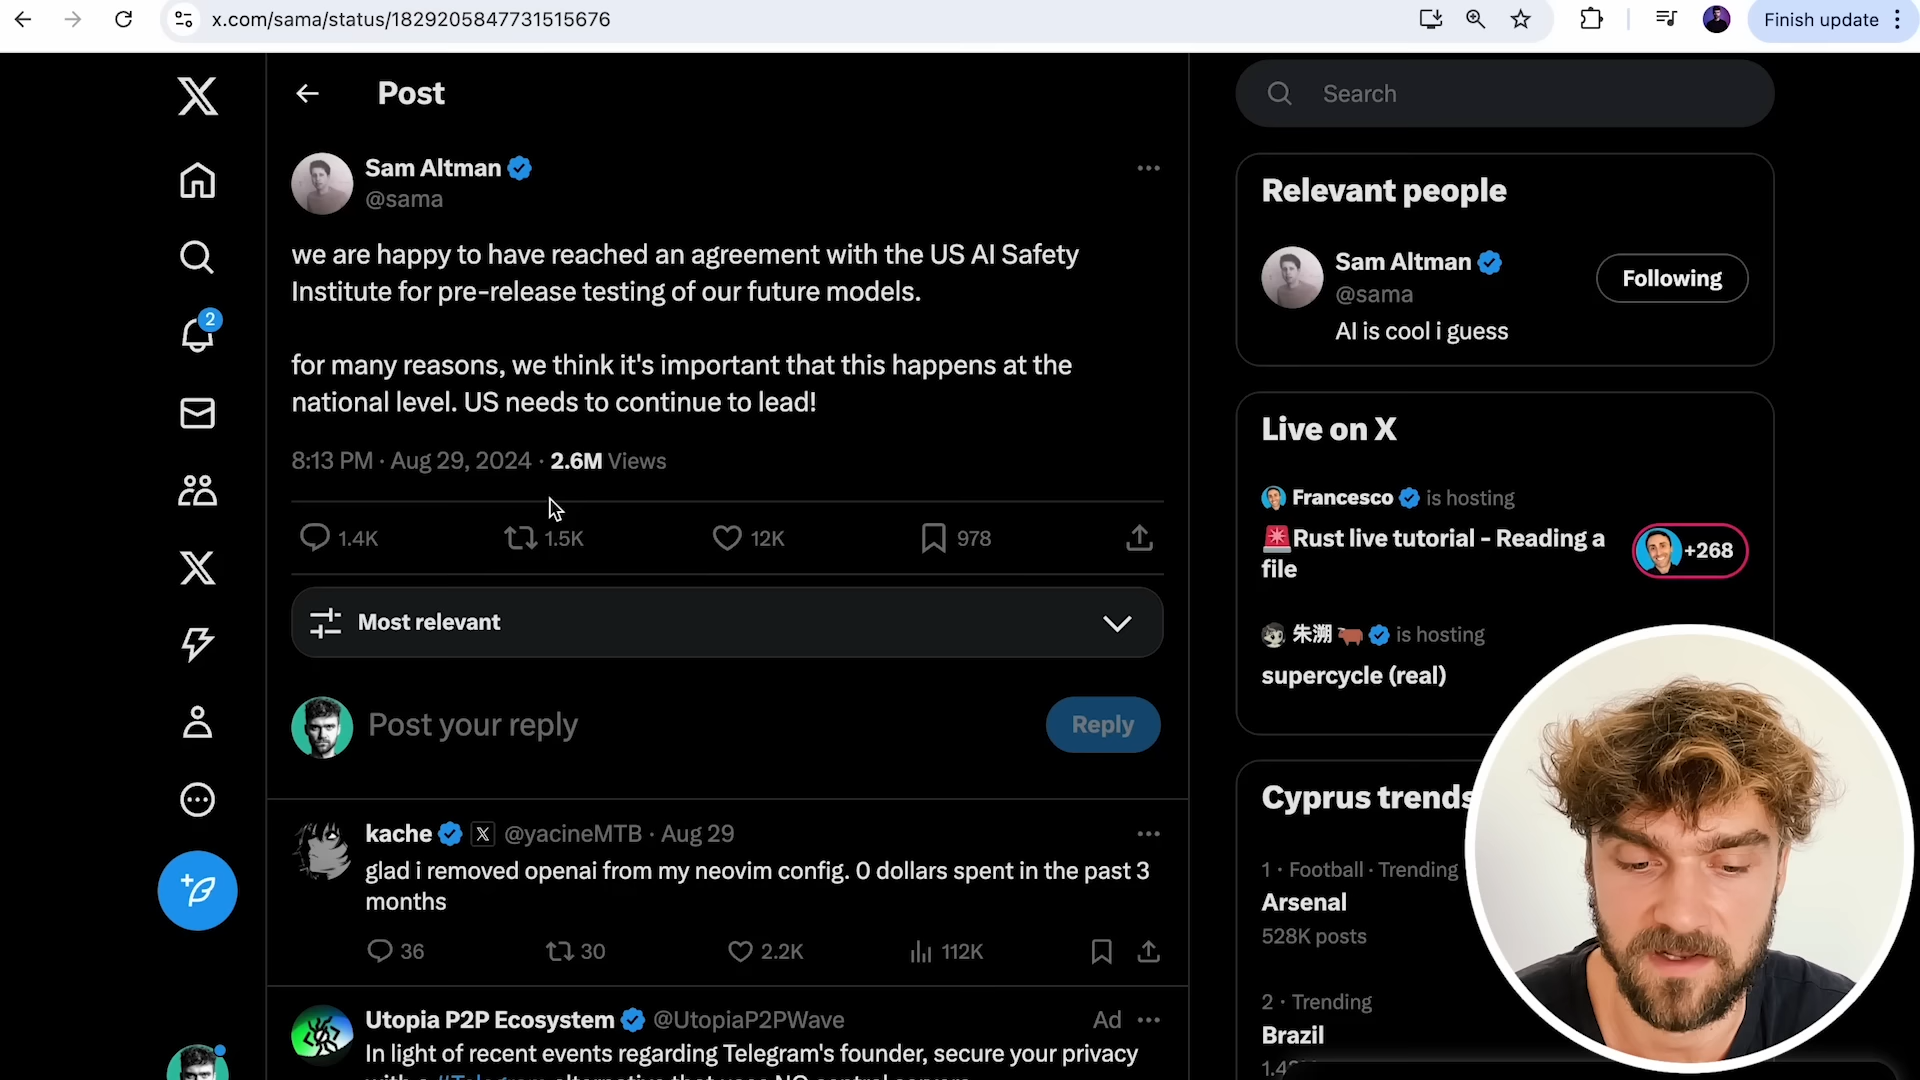 x.com/sama/status/1829205847731515676
Finish update
Post
Sam Altman
@sama
we are happy to have reached an agreement with the US AI Safety
Institute for pre-release testing of our future models.
for many reasons, we think it's important that this happens at the
national level. US needs to continue to lead!
8:13 PM · Aug 29, 2024 · 2.6M Views
1.4K 1.5K 12K 978
Most relevant
Post your reply
Reply
kache @yacineMTB · Aug 29
glad i removed openai from my neovim config. 0 dollars spent in the past 3
months
36 30 2.2K 112K
Utopia P2P Ecosystem @UtopiaP2PWave Ad
In light of recent events regarding Telegram's founder, secure your privacy
2
Search
Relevant people
Sam Altman
@sama
Following
AI is cool i guess
Live on X
Francesco is hosting
Rust live tutorial - Reading a
file
+268
朱溯 is hosting
supercycle (real)
Cyprus trends
1 · Football · Trending
Arsenal
528K posts
2 · Trending
Brazil